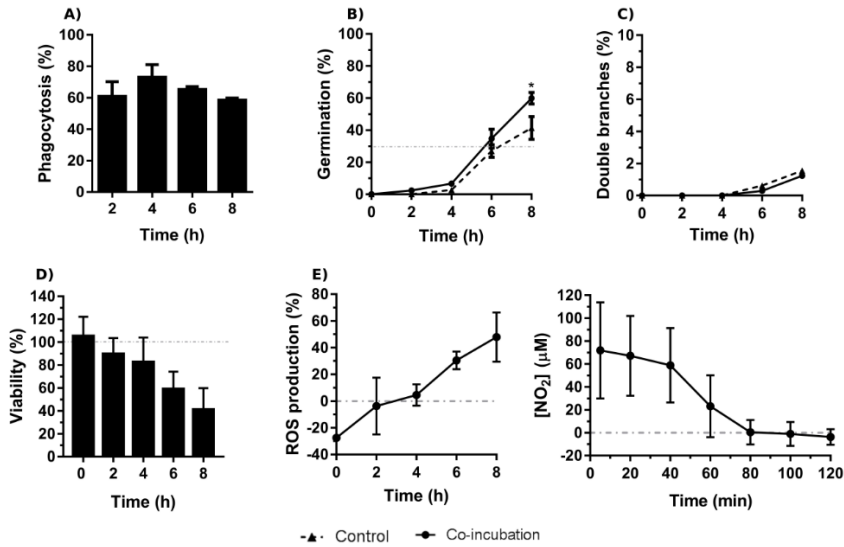 A)
Phagocytosis (%)
100
80
60
40
20
0
2 4 6 8
Time (h)
B)
Germination (%)
100
80
60
40
20
0
*
0 2 4 6 8
Time (h)
C)
Double branches (%)
10
8
6
4
2
0
0 2 4 6 8
Time (h)
D)
Viability (%)
140
120
100
80
60
40
20
0
0 2 4 6 8
Time (h)
E)
ROS production (%)
80
60
40
20
0
-20
-40
0 2 4 6 8
Time (h)
[NO2] (μM)
120
100
80
60
40
20
0
-20
0 20 40 60 80 100 120
Time (min)
Control Co-incubation